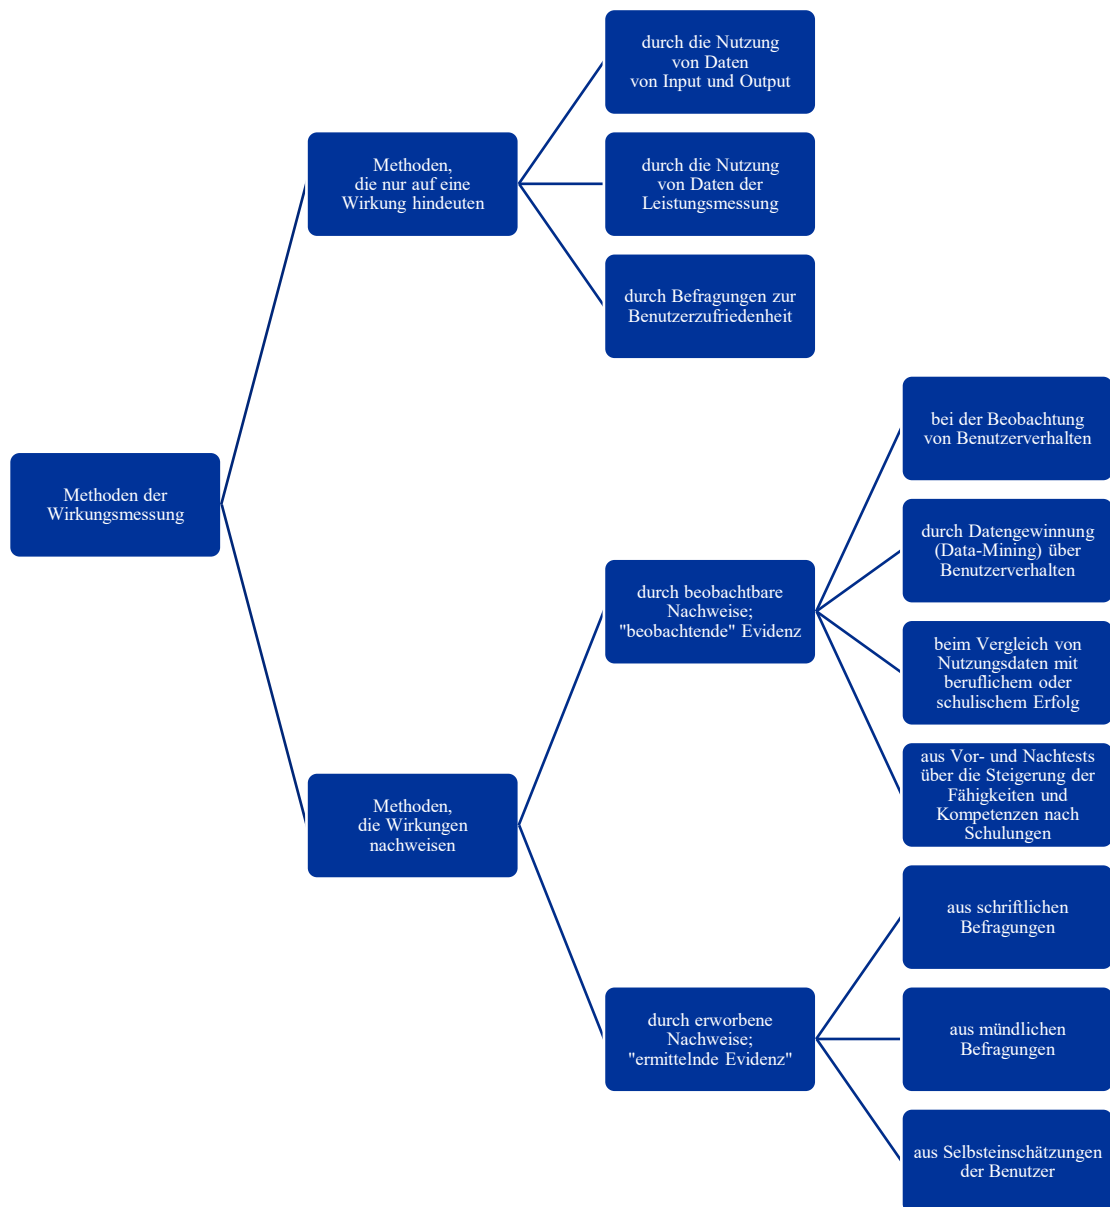 durch die Nutzung
von Daten
von Input und Output
Methoden,
die nur auf eine
Wirkung hindeuten
durch die Nutzung
von Daten der
Leistungsmessung
durch Befragungen zur
Benutzerzufriedenheit
bei der Beobachtung
von Benutzerverhalten
Methoden der
Wirkungsmessung
durch Datengewinnung
(Data-Mining) über
Benutzerverhalten
durch beobachtbare
Nachweise;
"beobachtende" Evidenz
beim Vergleich von
Nutzungsdaten mit
beruflichem oder
schulischem Erfolg
aus Vor- und Nachtests
über die Steigerung der
Fähigkeiten und
Kompetenzen nach
Schulungen
Methoden,
die Wirkungen
nachweisen
aus schriftlichen
Befragungen
durch erworbene
Nachweise;
"ermittelnde Evidenz"
aus mündlichen
Befragungen
aus Selbsteinschätzungen
der Benutzer